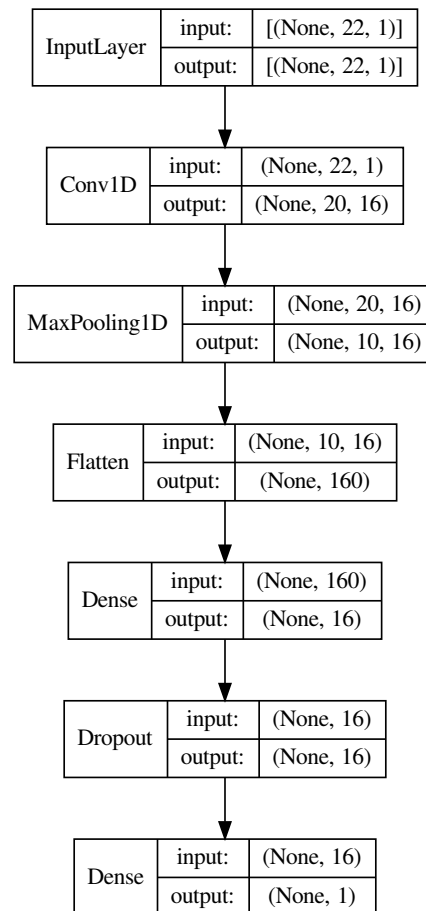 InputLayer
input: [(None, 22, 1)]
output: [(None, 22, 1)]
Conv1D
input: (None, 22, 1)
output: (None, 20, 16)
MaxPooling1D
input: (None, 20, 16)
output: (None, 10, 16)
Flatten
input: (None, 10, 16)
output: (None, 160)
Dense
input: (None, 160)
output: (None, 16)
Dropout
input: (None, 16)
output: (None, 16)
Dense
input: (None, 16)
output: (None, 1)